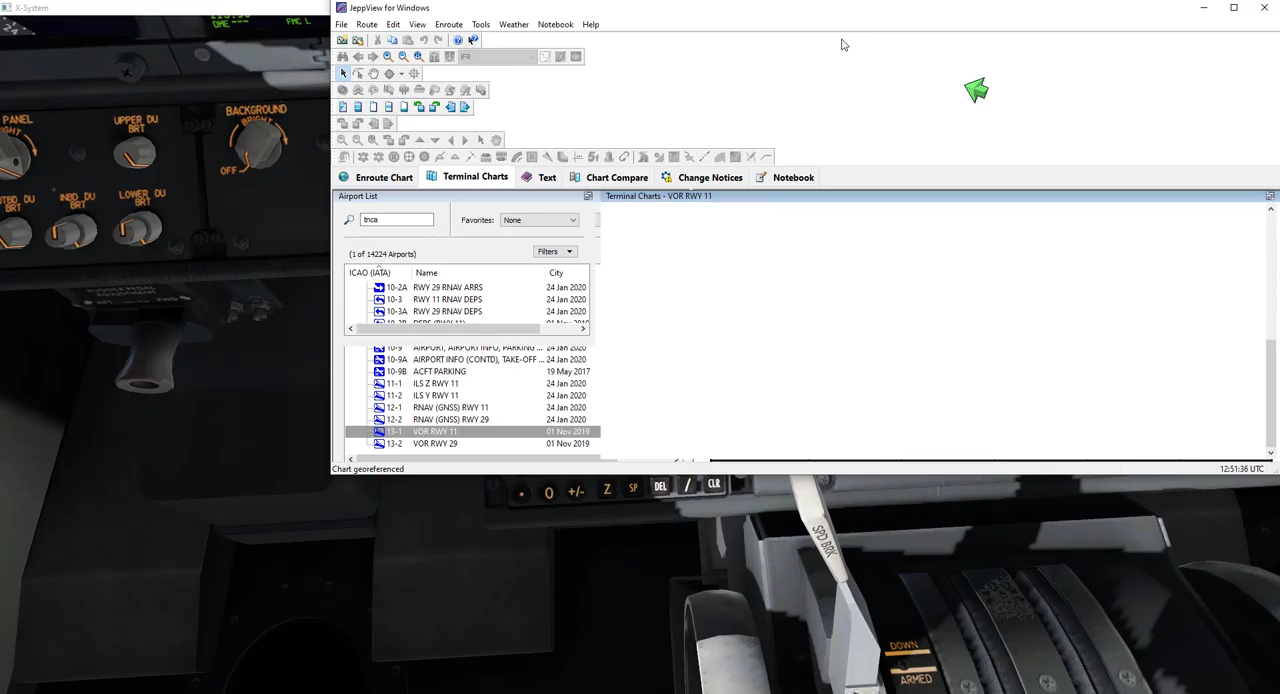 X-System
24
DME
FMC L
PANEL
BRIGHT
UPPER DU
BRT
BACKGROUND
BRIGHT
OFF
OUTBD DU
BRT
INBD DU
BRT
LOWER DU
BRT
JeppView for Windows
File Route Edit View Enroute Tools Weather Notebook Help
IFR
Enroute Chart Terminal Charts Text Chart Compare Change Notices Notebook
Airport List
Terminal Charts - VOR RWY 11
tnca
Favorites: None
(1 of 14224 Airports)
Filters
ICAO (IATA) Name City
10-2A RWY 29 RNAV ARRS 24 Jan 2020
10-3 RWY 11 RNAV DEPS 24 Jan 2020
10-3A RWY 29 RNAV DEPS 24 Jan 2020
10-9 AIRPORT, AIRPORT INFO, PARKING ... 24 Jan 2020
10-9A AIRPORT INFO (CONTD), TAKE-OFF ... 24 Jan 2020
10-9B ACFT PARKING 19 May 2017
11-1 ILS Z RWY 11 24 Jan 2020
11-2 ILS Y RWY 11 24 Jan 2020
12-1 RNAV (GNSS) RWY 11 24 Jan 2020
12-2 RNAV (GNSS) RWY 29 24 Jan 2020
13-1 VOR RWY 11 01 Nov 2019
13-2 VOR RWY 29 01 Nov 2019
Chart georeferenced
12:51:36 UTC
. 0 +/- Z SP DEL / CLR
SPD BRK
DOWN
ARMED